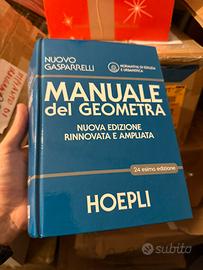 NUOVO
GASPARRELLI
NORMATIVA DI EDILIZIA
E URBANISTICA
MANUALE
del GEOMETRA
NUOVA EDIZIONE
RINNOVATA E AMPLIATA
24 esima edizione
HOEPLI
subito